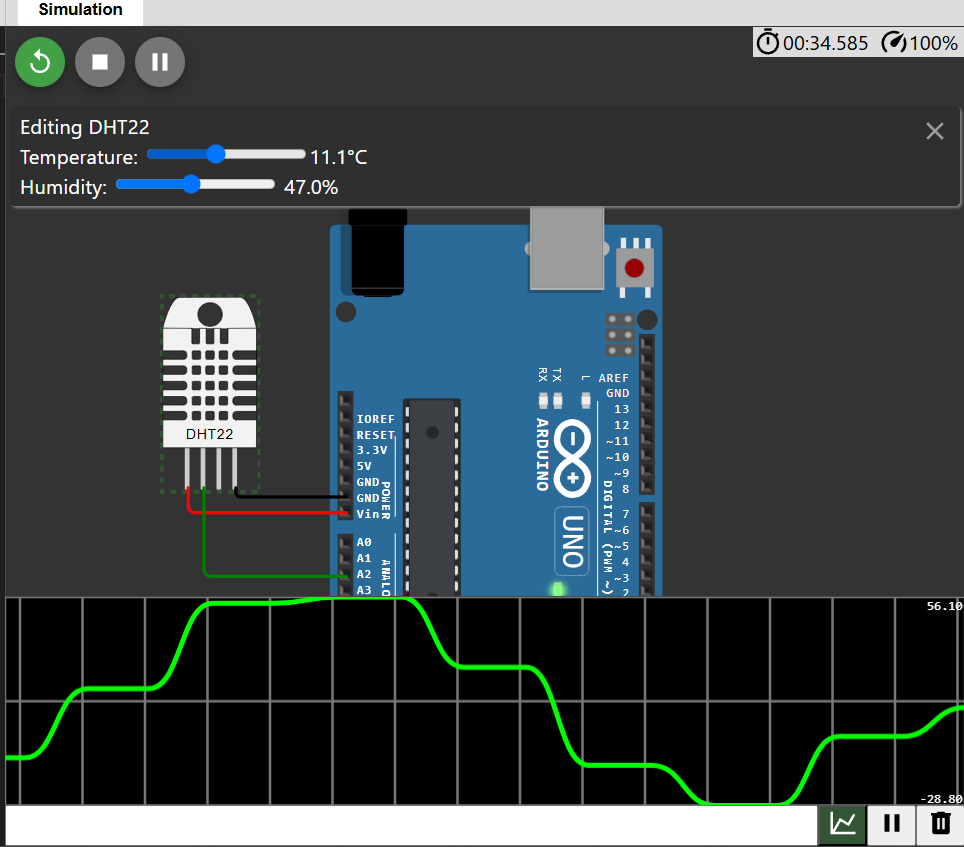 Simulation
00:34.585 100%
Editing DHT22
Temperature: 11.1°C
Humidity: 47.0%
DHT22
RX TX L
AREF
GND
13
12
~11
~10
~9
8
7
~6
~5
4
~3
2
DIGITAL (PWM ~)
ARDUINO
UNO
IOREF
RESET
3.3V
5V
GND
GND
Vin
POWER
A0
A1
A2
A3
ANALO
56.10
-28.80